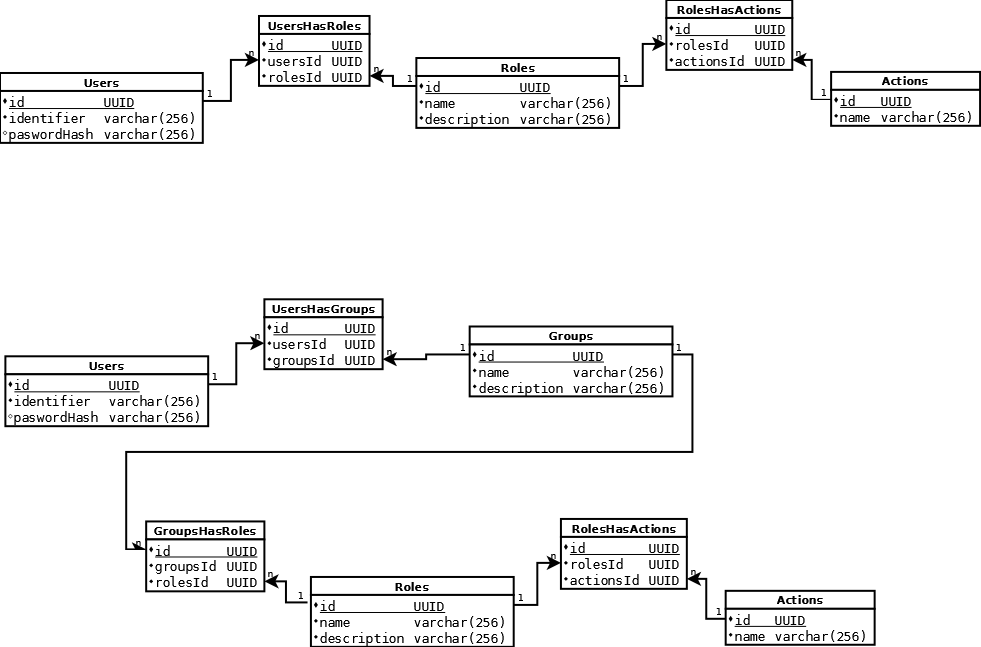 UsersHasRoles
id UUID
usersId UUID
rolesId UUID
RolesHasActions
id UUID
rolesId UUID
actionsId UUID
Users
id UUID
identifier varchar(256)
paswordHash varchar(256)
Roles
id UUID
name varchar(256)
description varchar(256)
Actions
id UUID
name varchar(256)
1
n
n
1
1
n
n
1
UsersHasGroups
id UUID
usersId UUID
groupsId UUID
Groups
id UUID
name varchar(256)
description varchar(256)
Users
id UUID
identifier varchar(256)
paswordHash varchar(256)
1
n
n
1
1
n
GroupsHasRoles
id UUID
groupsId UUID
rolesId UUID
RolesHasActions
id UUID
rolesId UUID
actionsId UUID
Roles
id UUID
name varchar(256)
description varchar(256)
Actions
id UUID
name varchar(256)
n
1
1
n
n
1